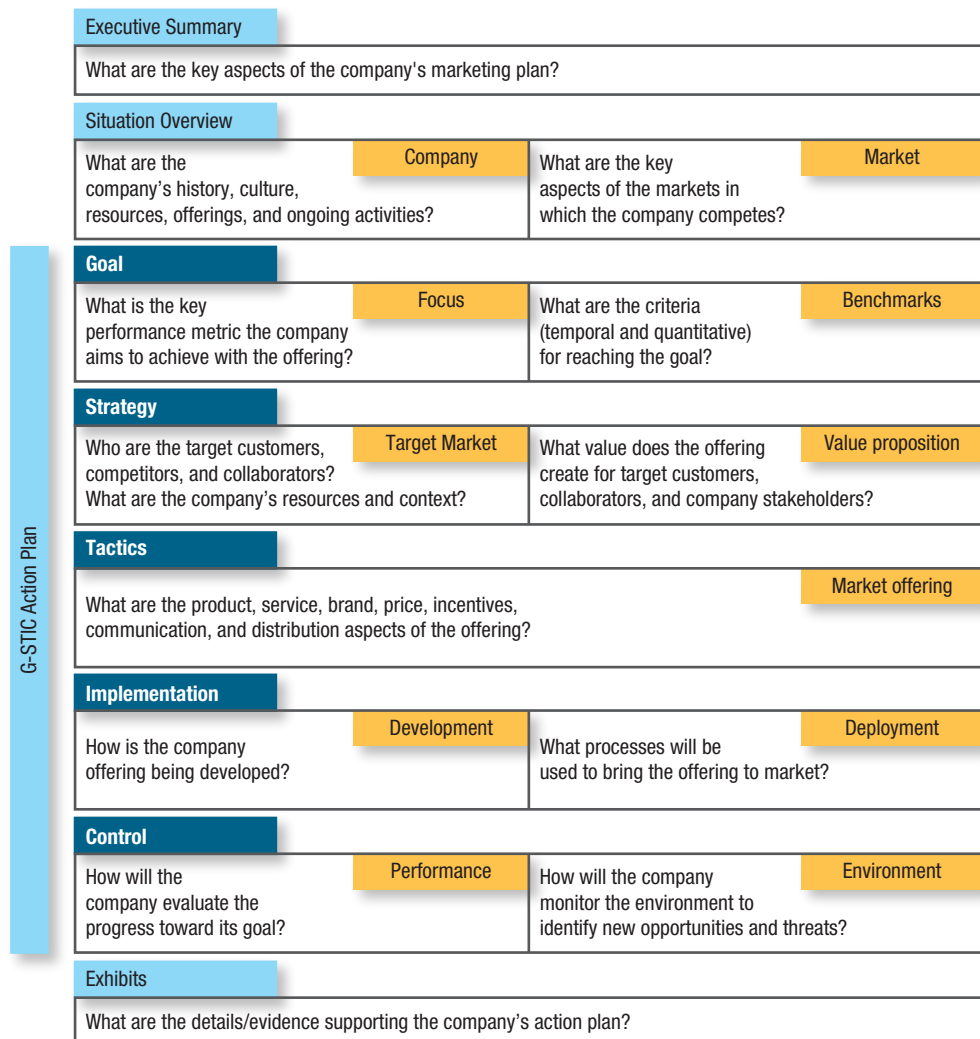 Executive Summary
What are the key aspects of the company's marketing plan?
Situation Overview
Company
What are the
company’s history, culture,
resources, offerings, and ongoing activities?
Market
What are the key
aspects of the markets in
which the company competes?
G-STIC Action Plan
Goal
Focus
What is the key
performance metric the company
aims to achieve with the offering?
Benchmarks
What are the criteria
(temporal and quantitative)
for reaching the goal?
Strategy
Target Market
Who are the target customers,
competitors, and collaborators?
What are the company’s resources and context?
Value proposition
What value does the offering
create for target customers,
collaborators, and company stakeholders?
Tactics
Market offering
What are the product, service, brand, price, incentives,
communication, and distribution aspects of the offering?
Implementation
Development
How is the company
offering being developed?
Deployment
What processes will be
used to bring the offering to market?
Control
Performance
How will the
company evaluate the
progress toward its goal?
Environment
How will the company
monitor the environment to
identify new opportunities and threats?
Exhibits
What are the details/evidence supporting the company’s action plan?